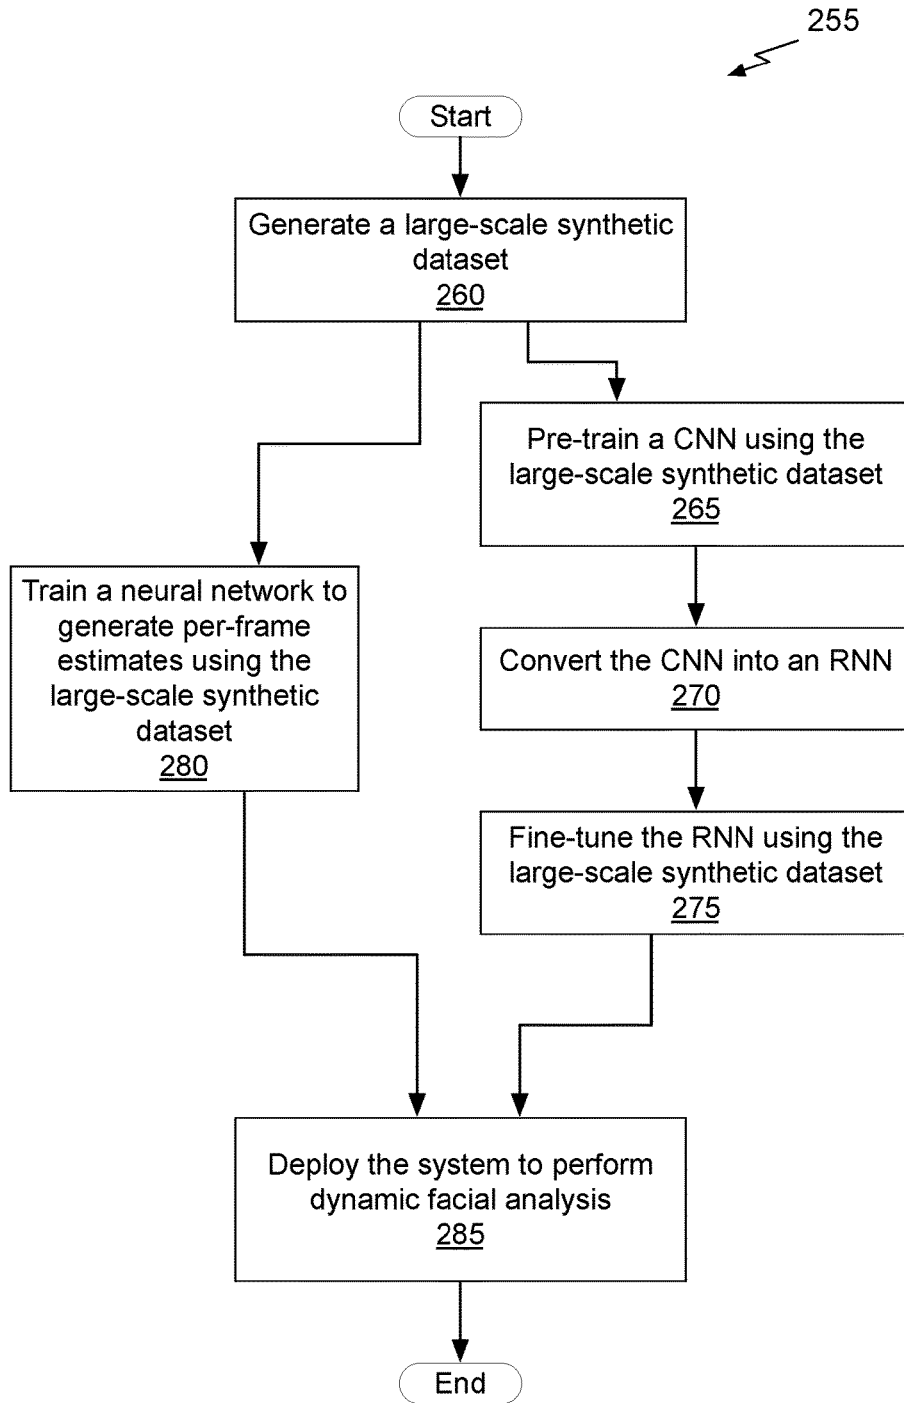 255
Start
Generate a large-scale synthetic
dataset
260
Pre-train a CNN using the
large-scale synthetic dataset
265
Train a neural network to
generate per-frame
estimates using the
large-scale synthetic
dataset
280
Convert the CNN into an RNN
270
Fine-tune the RNN using the
large-scale synthetic dataset
275
Deploy the system to perform
dynamic facial analysis
285
End